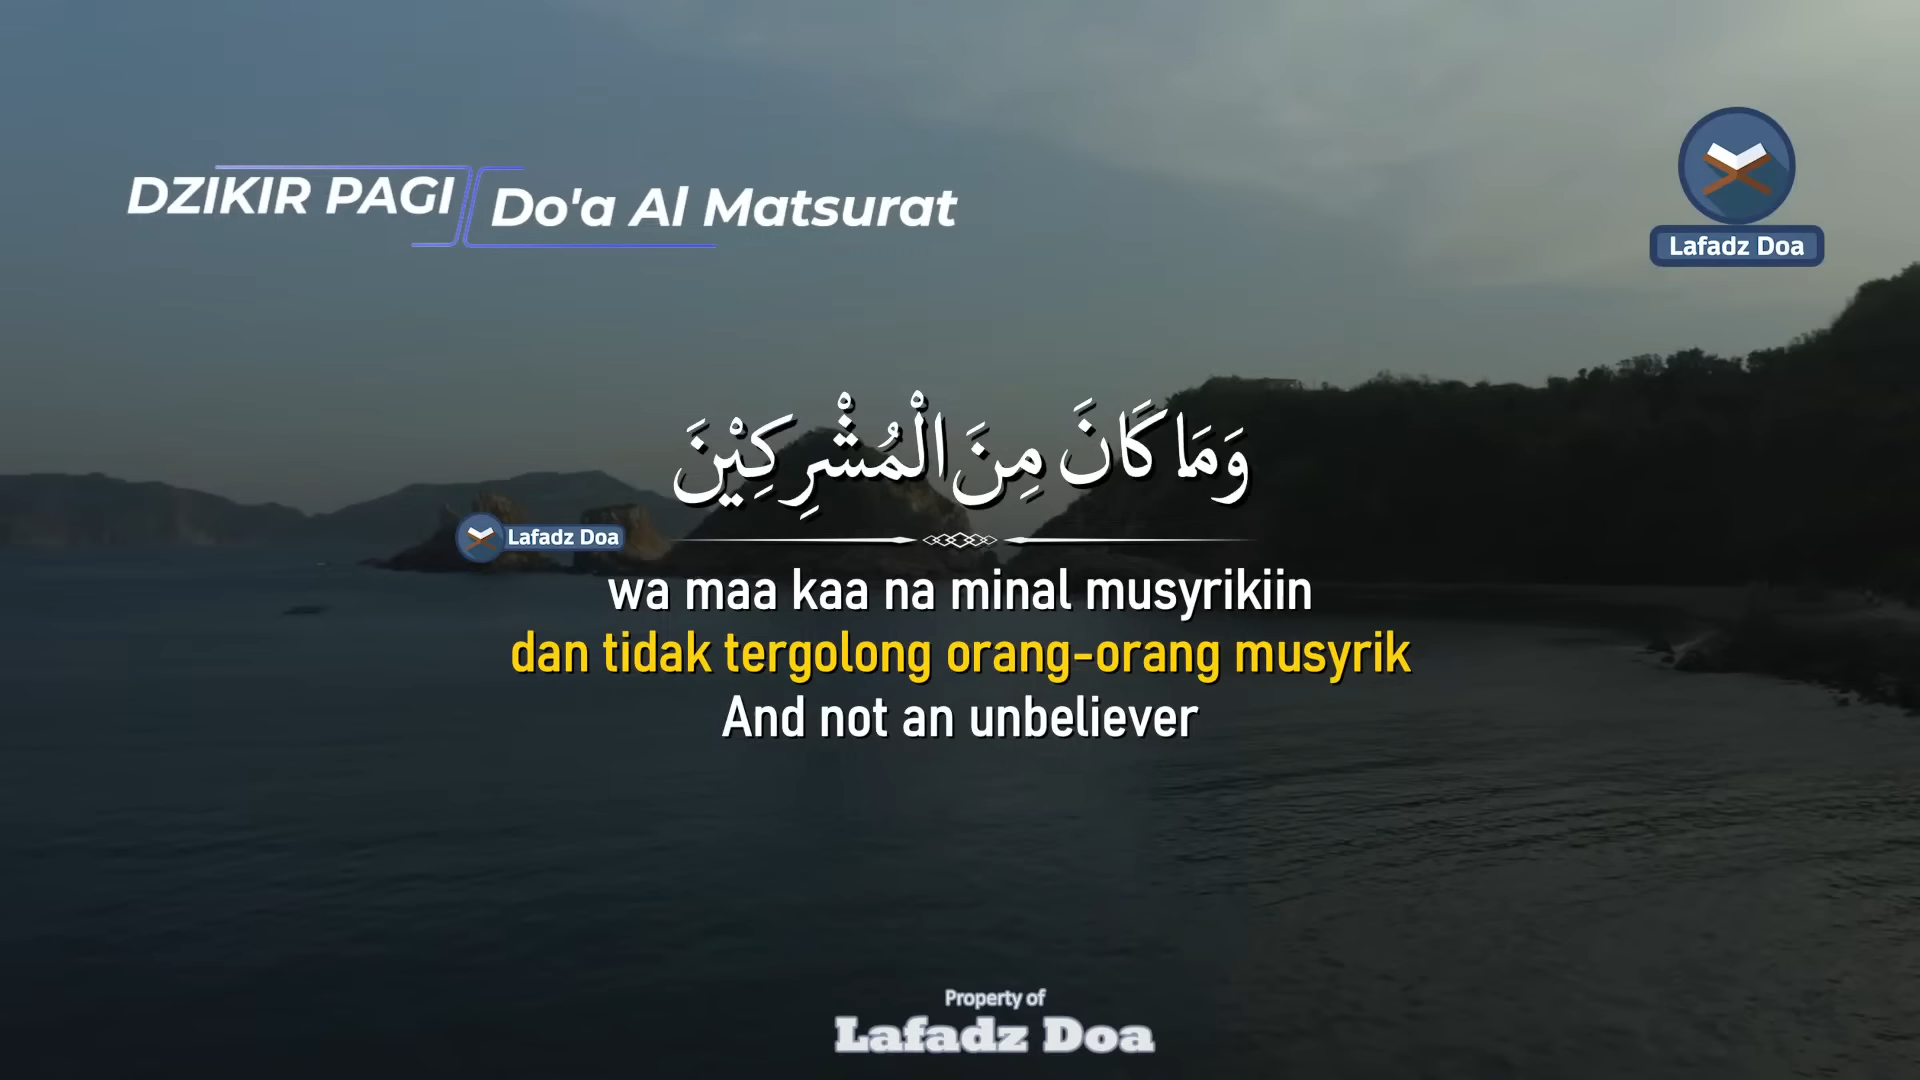 DZIKIR PAGI
Do'a Al Matsurat
Lafadz Doa
وَمَا كَانَ مِنَ الْمُشْرِكِيْنَ
Lafadz Doa
wa maa kaa na minal musyrikiin
dan tidak tergolong orang-orang musyrik
And not an unbeliever
Property of
Lafadz Doa